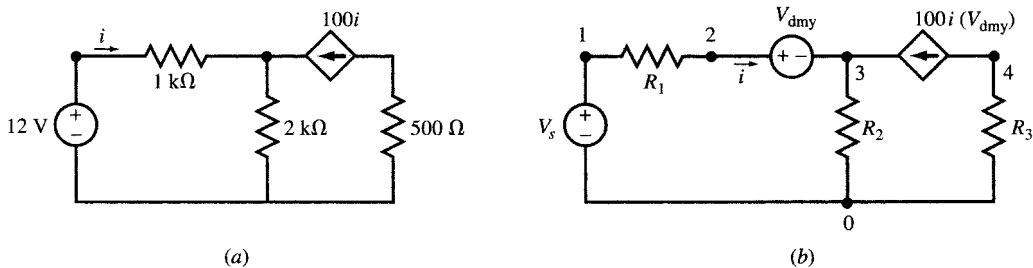 100i
i
1 kΩ
12 V
+
−
2 kΩ
500 Ω
(a)
V_dmy
100i (V_dmy)
1
2
+ −
i
3
4
R₁
V_s
+
−
R₂
R₃
0
(b)